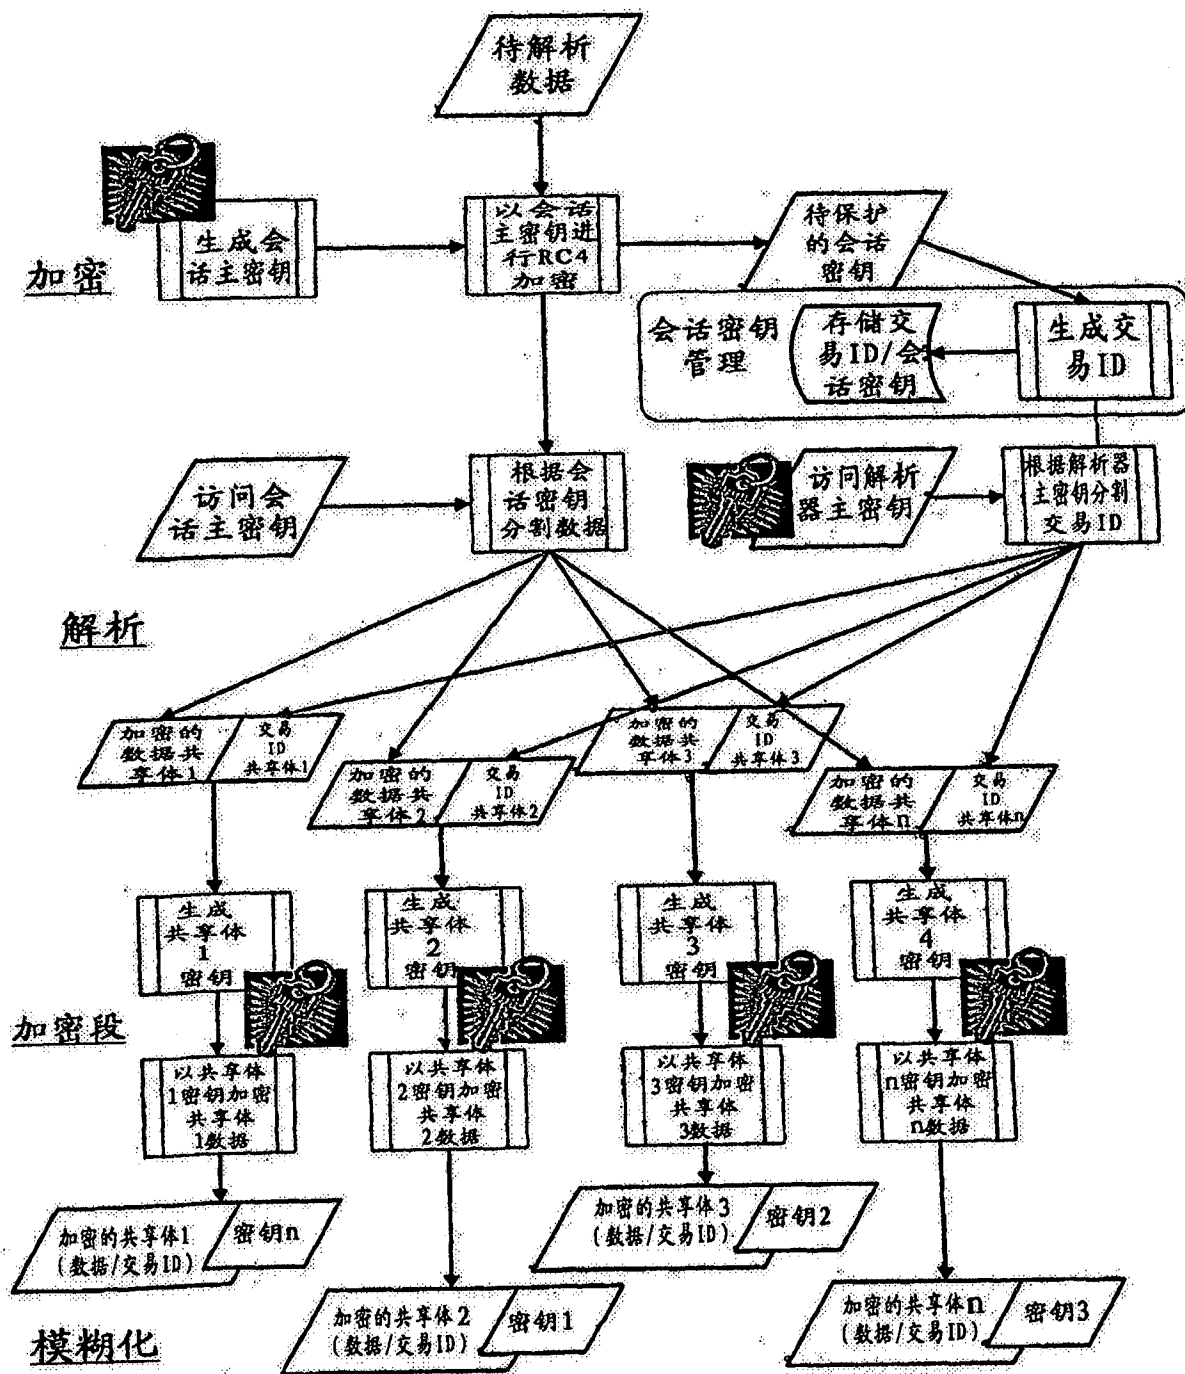 待解析
数据
生成会
话主密钥
以会话
主密钥进
行RC4
加密
待保护
的会话
密钥
加密
会话密钥
管理
存储交
易ID/会
话密钥
生成交
易ID
访问会
话主密钥
根据会
话密钥
分割数据
访问解析
器主密钥
根据解析器
主密钥分割
交易ID
解析
加密的
数据共
享体1
交易
ID
共享体1
加密的
数据共
享体2
交易
ID
共享体2
加密的
数据共
享体3
交易
ID
共享体3
加密的
数据共
享体n
交易
ID
共享体n
生成
共享体
1
密钥
生成
共享体
2
密钥
生成
共享体
3
密钥
生成
共享体
4
密钥
加密段
以共享体
1密钥加密
共享体
1数据
以共享体
2密钥加密
共享体
2数据
以共享体
3密钥加密
共享体
3数据
以共享体
n密钥加密
共享体
n数据
加密的共享体1
(数据/交易ID)
密钥n
加密的共享体2
(数据/交易ID)
密钥1
加密的共享体3
(数据/交易ID)
密钥2
加密的共享体n
(数据/交易ID)
密钥3
模糊化